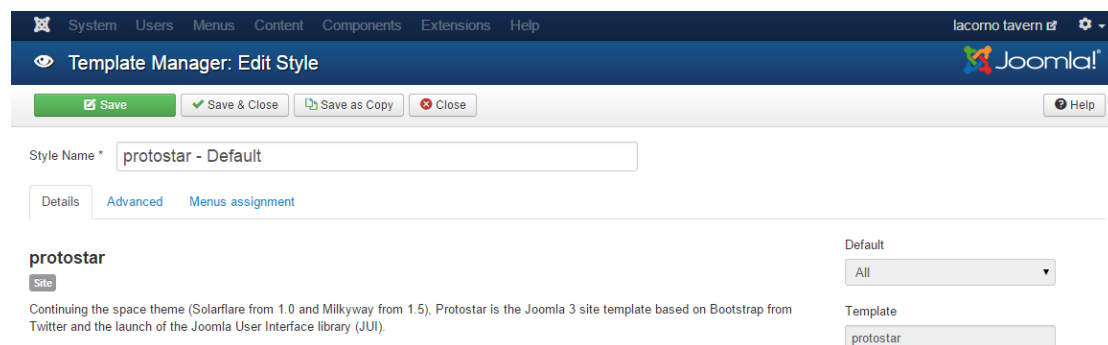 System Users Menus Content Components Extensions Help lacorno tavern
Template Manager: Edit Style Joomla!
Save Save & Close Save as Copy Close Help
Style Name * protostar - Default
Details Advanced Menus assignment
protostar
Site
Continuing the space theme (Solarflare from 1.0 and Milkyway from 1.5), Protostar is the Joomla 3 site template based on Bootstrap from
Twitter and the launch of the Joomla User Interface library (JUI).
Default
All
Template
protostar